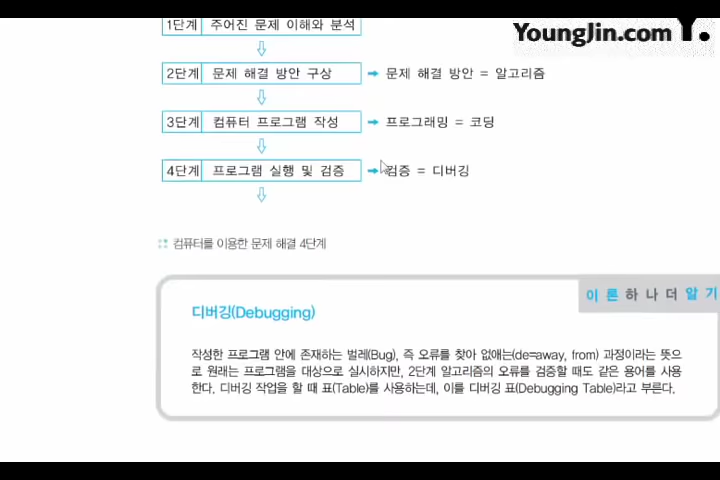 YoungJin.com Y.
1단계 주어진 문제 이해와 분석
2단계 문제 해결 방안 구상 문제 해결 방안 = 알고리즘
3단계 컴퓨터 프로그램 작성 프로그래밍 = 코딩
4단계 프로그램 실행 및 검증 검증 = 디버깅
컴퓨터를 이용한 문제 해결 4단계
이론 하나 더 알기
디버깅(Debugging)
작성한 프로그램 안에 존재하는 벌레(Bug), 즉 오류를 찾아 없애는(de=away, from) 과정이라는 뜻으
로 원래는 프로그램을 대상으로 실시하지만, 2단계 알고리즘의 오류를 검증할 때도 같은 용어를 사용
한다. 디버깅 작업을 할 때 표(Table)를 사용하는데, 이를 디버깅 표(Debugging Table)라고 부른다.